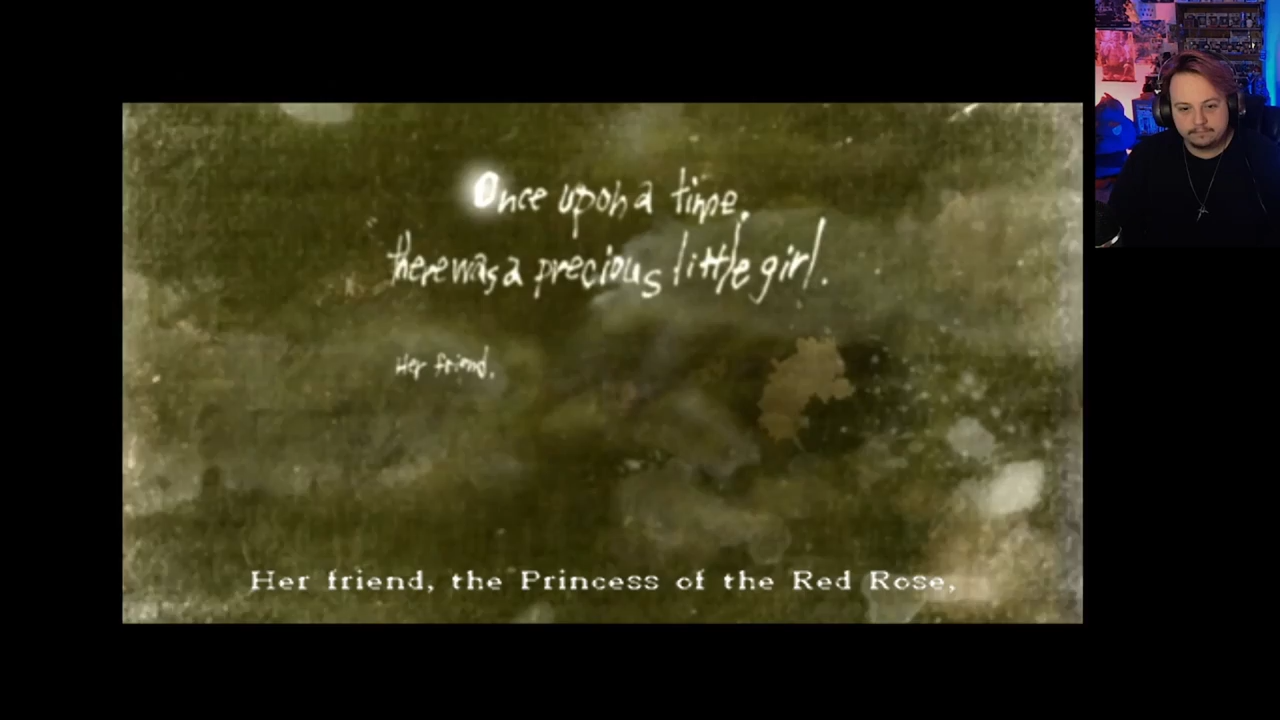 Once upon a time,
there was a precious little girl.
Her friend,
Her friend, the Princess of the Red Rose,